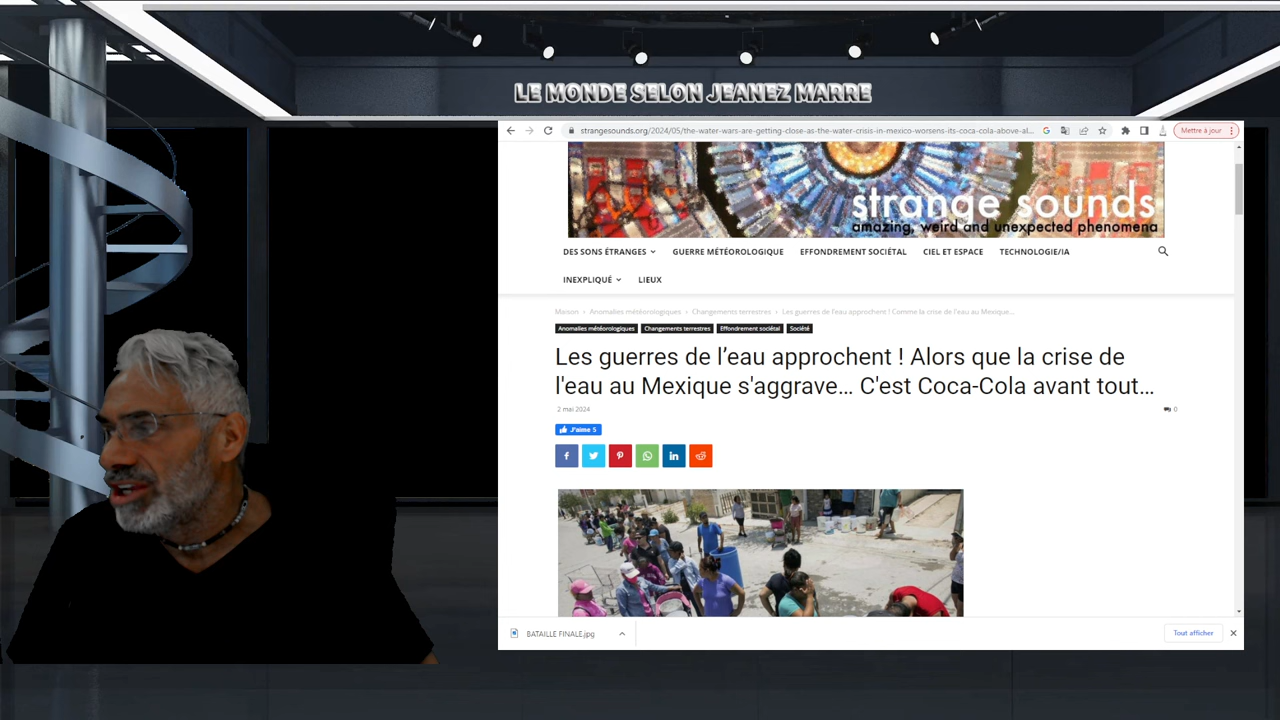 LE MONDE SELON JEANEZ MARRE
strangesounds.org/2024/05/the-water-wars-are-getting-close-as-the-water-crisis-in-mexico-worsens-its-coca-cola-above-al...
Mettre à jour
strange sounds
amazing, weird and unexpected phenomena
DES SONS ÉTRANGES GUERRE MÉTÉOROLOGIQUE EFFONDREMENT SOCIÉTAL CIEL ET ESPACE TECHNOLOGIE/IA
INEXPLIQUÉ LIEUX
Maison › Anomalies météorologiques › Changements terrestres › Les guerres de l'eau approchent ! Comme la crise de l'eau au Mexique...
Anomalies météorologiques Changements terrestres Effondrement sociétal Société
Les guerres de l’eau approchent ! Alors que la crise de
l'eau au Mexique s'aggrave... C'est Coca-Cola avant tout...
2 mai 2024 0
J’aime 5
BATAILLE FINALE.jpg
Tout afficher